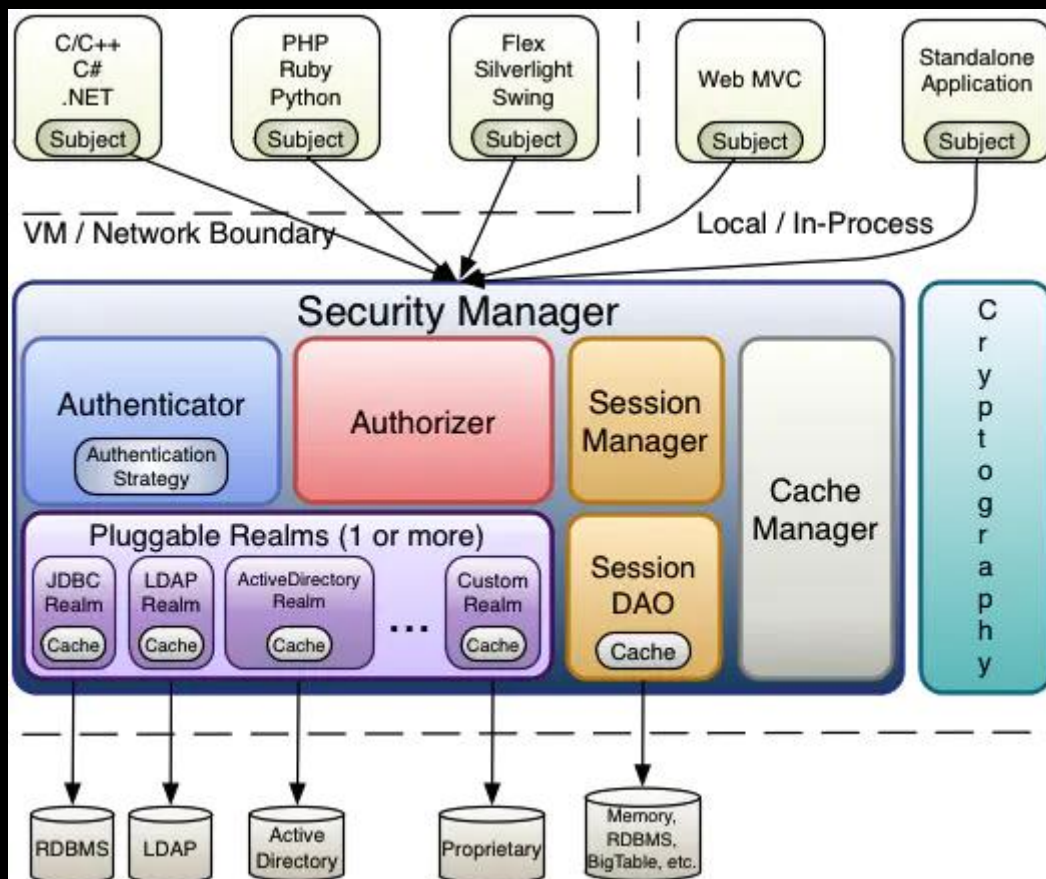 C/C++
C#
.NET
Subject
PHP
Ruby
Python
Subject
Flex
Silverlight
Swing
Subject
Web MVC
Subject
Standalone
Application
Subject
VM / Network Boundary
Local / In-Process
Security Manager
Authenticator
Authentication
Strategy
Authorizer
Session
Manager
Cache
Manager
Pluggable Realms (1 or more)
JDBC
Realm
Cache
LDAP
Realm
Cache
ActiveDirectory
Realm
Cache
...
Custom
Realm
Cache
Session
DAO
Cache
Cryptography
RDBMS
LDAP
Active
Directory
Proprietary
Memory,
RDBMS,
BigTable, etc.